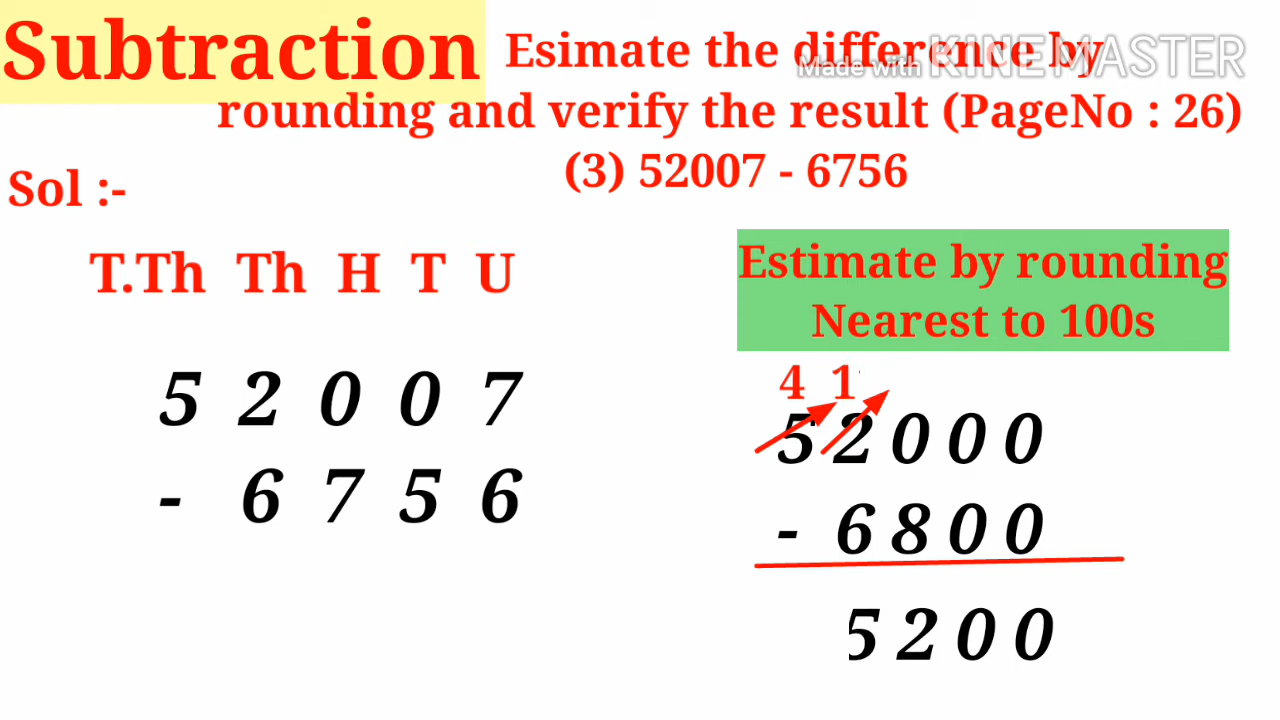 Subtraction
Esimate the difference by
Made with KINEMASTER
rounding and verify the result (PageNo : 26)
(3) 52007 - 6756
Sol :-
T.Th Th H T U
5 2 0 0 7
- 6 7 5 6
Estimate by rounding
Nearest to 100s
4 1
5 2 0 0 0
- 6 8 0 0
5 2 0 0